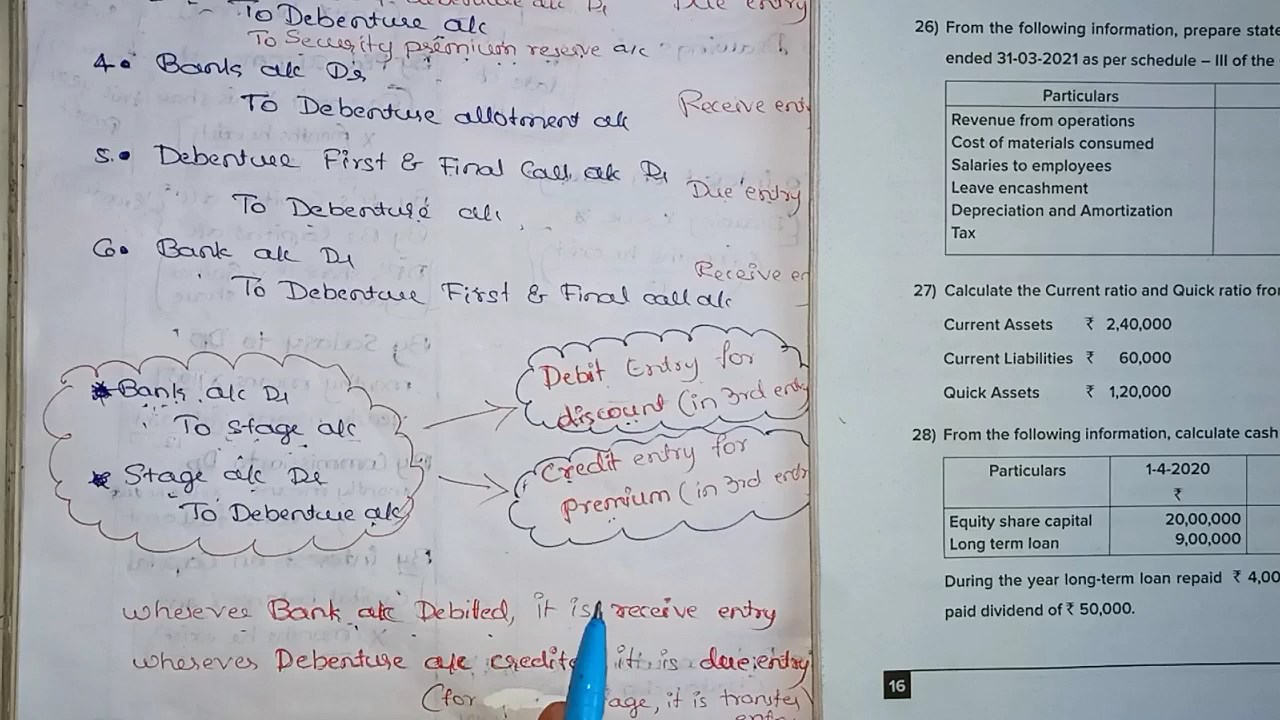 To Debenture a/c Due entry
To Security premium reserve a/c
4. Bank a/c Dr
To Debenture allotment a/c Receive ent
5. Debenture First & Final Call a/c Dr Due entry
To Debenture a/c
6. Bank a/c Dr
Receive en
To Debenture First & Final call a/c
* Bank a/c Dr
To stage a/c
* Stage a/c Dr
To Debenture a/c
Debit Entry for
discount (in 3rd entry
Credit entry for
premium (in 3rd entr
wherever Bank a/c Debited, it is receive entry
wherever Debenture a/c credite it is due entry
(for age, it is transfer
26) From the following information, prepare state
ended 31-03-2021 as per schedule – III of the
Particulars
Revenue from operations
Cost of materials consumed
Salaries to employees
Leave encashment
Depreciation and Amortization
Tax
27) Calculate the Current ratio and Quick ratio fro
Current Assets ₹ 2,40,000
Current Liabilities ₹ 60,000
Quick Assets ₹ 1,20,000
28) From the following information, calculate cash
Particulars 1-4-2020
₹
Equity share capital 20,00,000
Long term loan 9,00,000
During the year long-term loan repaid ₹ 4,00
paid dividend of ₹ 50,000.
16